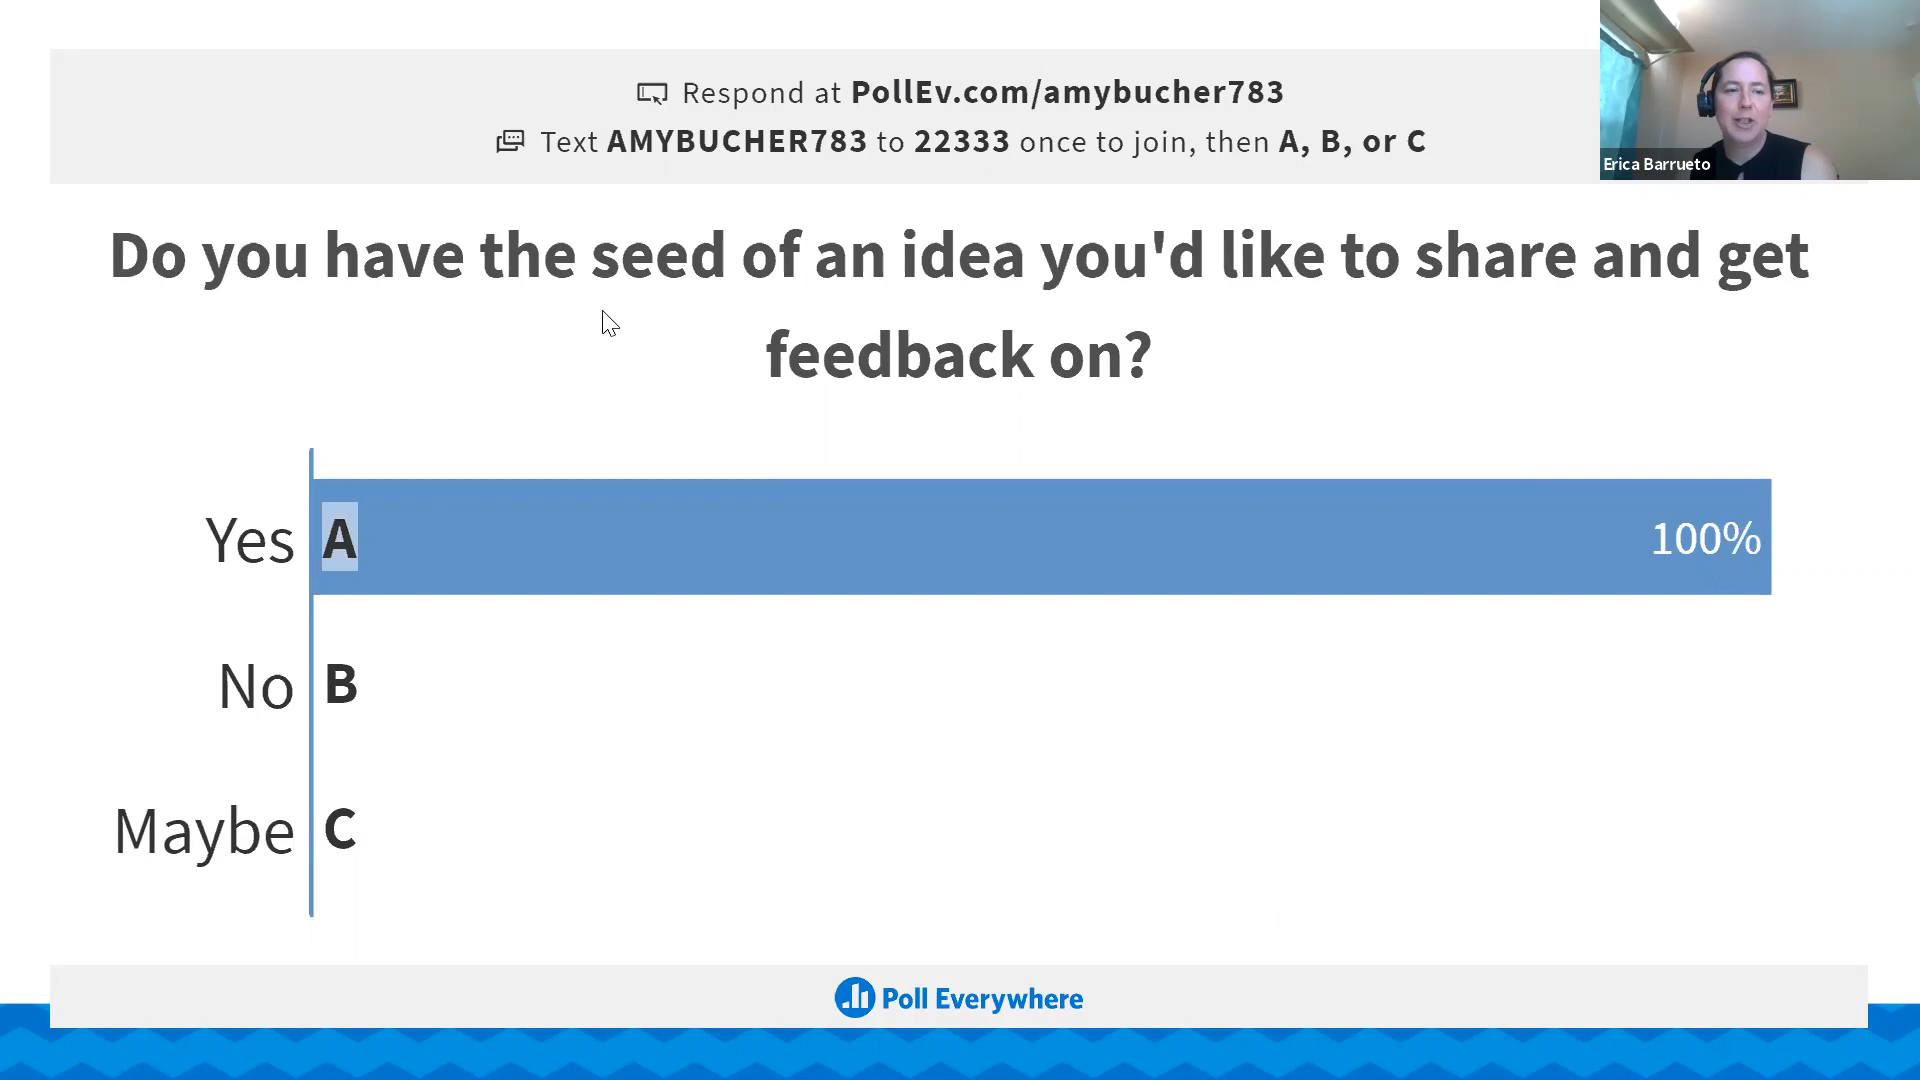 Respond at PollEv.com/amybucher783
Text AMYBUCHER783 to 22333 once to join, then A, B, or C
Erica Barrueto
Do you have the seed of an idea you'd like to share and get
feedback on?
Yes A 100%
No B
Maybe C
Poll Everywhere